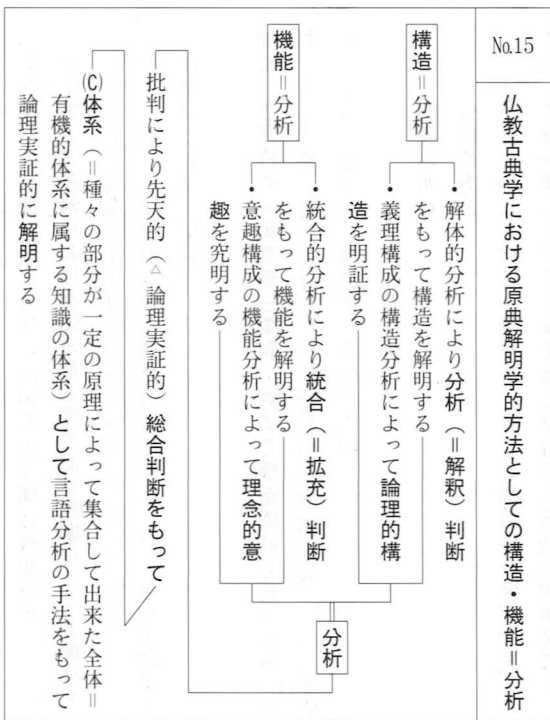 No.15
仏教古典学における原典解明学的方法としての構造・機能＝分析
構造＝分析
・解体的分析により分析（＝解釈）判断
をもって構造を解明する
・義理構成の構造分析によって論理的構
造を明証する
機能＝分析
・統合的分析により統合（＝拡充）判断
をもって機能を解明する
・意趣構成の機能分析によって理念的意
趣を究明する
分析
批判により先天的（△論理実証的）総合判断をもって
(C)体系（＝種々の部分が一定の原理によって集合して出来た全体＝
有機的体系に属する知識の体系）として言語分析の手法をもって
論理実証的に解明する